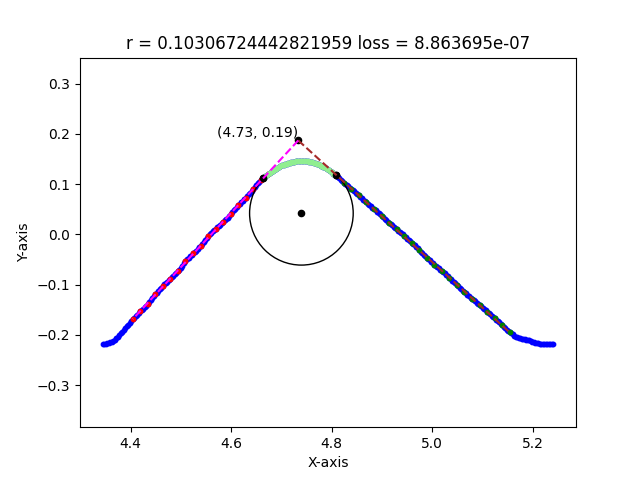 r = 0.10306724442821959 loss = 8.863695e-07
0.3
(4.73, 0.19)
0.2
0.1
0.0
−0.1
−0.2
−0.3
Y-axis
4.4 4.6 4.8 5.0 5.2
X-axis